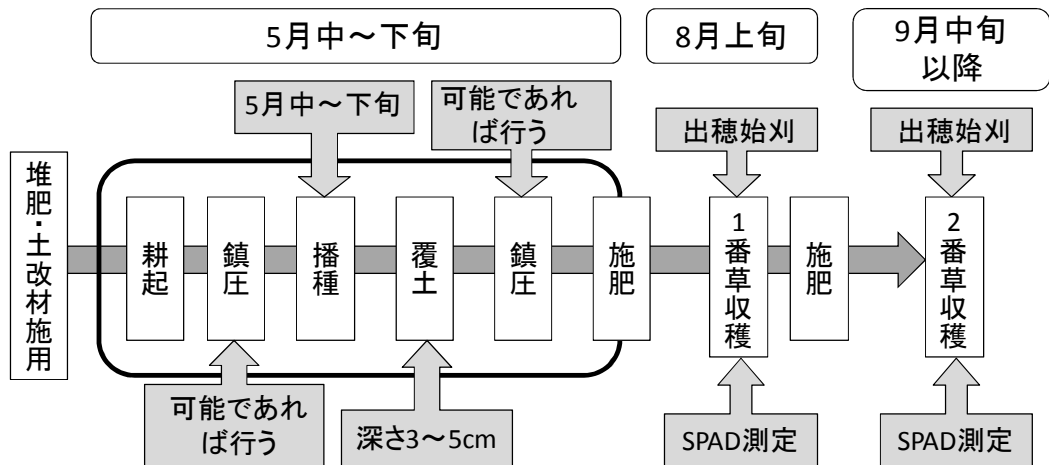 5月中～下旬
8月上旬
9月中旬
以降
5月中～下旬
可能であれ
ば行う
出穂始刈
出穂始刈
堆肥・土改材施用
耕起
鎮圧
播種
覆土
鎮圧
施肥
1番草収穫
施肥
2番草収穫
可能であれ
ば行う
深さ3～5cm
SPAD測定
SPAD測定